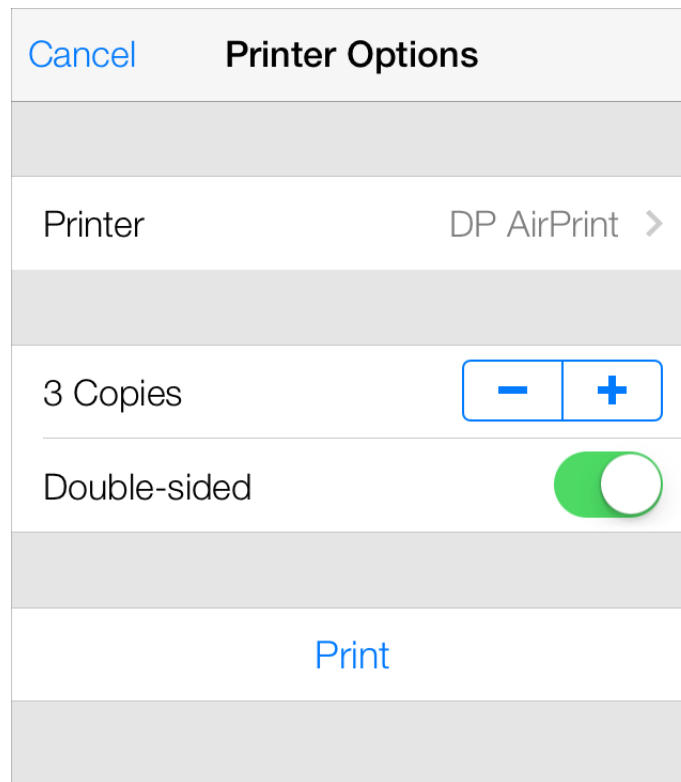 Cancel Printer Options
Printer DP AirPrint
3 Copies
Double-sided
Print